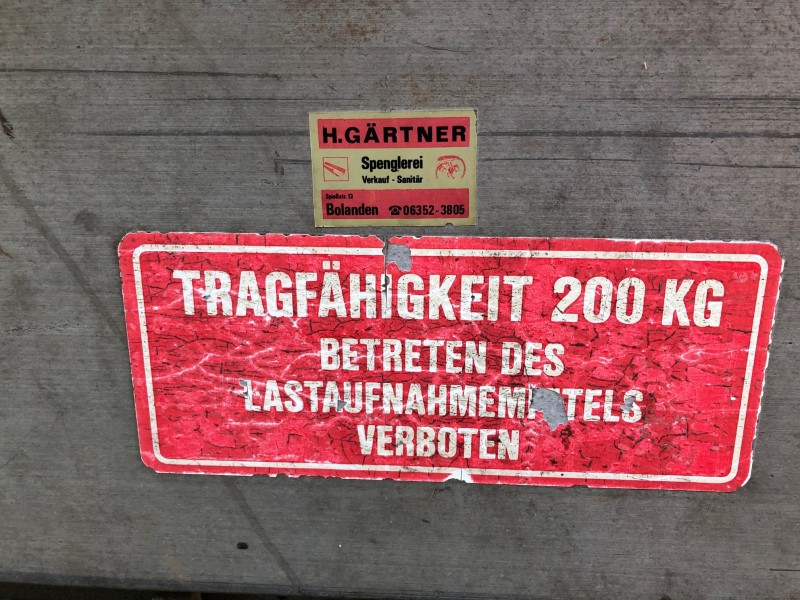 H.GÄRTNER
Spenglerei
Verkauf - Sanitär
Bolanden ☎ 06352-3805
TRAGFÄHIGKEIT 200 KG
BETRETEN DES
LASTAUFNAHMEMITTELS
VERBOTEN